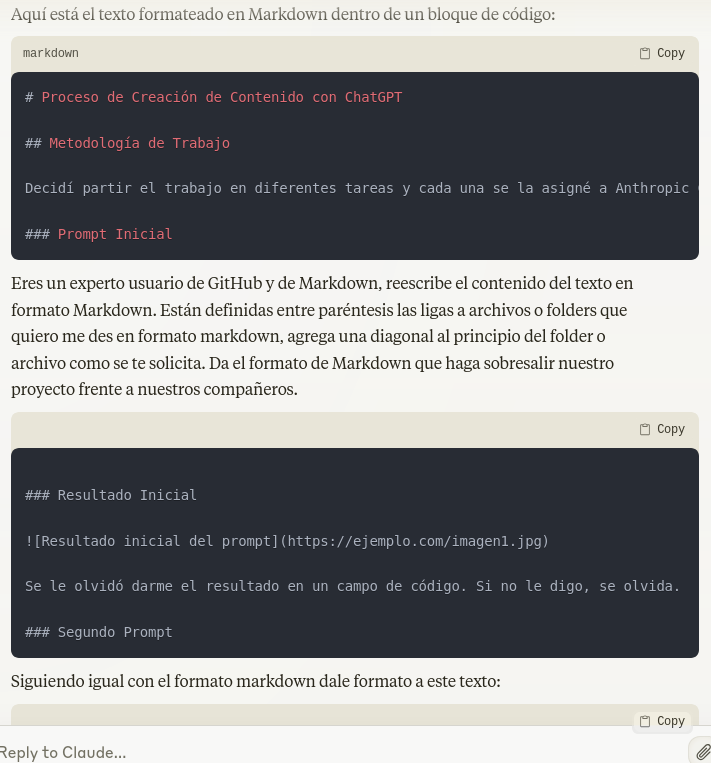 Aquí está el texto formateado en Markdown dentro de un bloque de código:
markdown
Copy
# Proceso de Creación de Contenido con ChatGPT
## Metodología de Trabajo
Decidí partir el trabajo en diferentes tareas y cada una se la asigné a Anthropic
### Prompt Inicial
Eres un experto usuario de GitHub y de Markdown, reescribe el contenido del texto en
formato Markdown. Están definidas entre paréntesis las ligas a archivos o folders que
quiero me des en formato markdown, agrega una diagonal al principio del folder o
archivo como se te solicita. Da el formato de Markdown que haga sobresalir nuestro
proyecto frente a nuestros compañeros.
Copy
### Resultado Inicial
![Resultado inicial del prompt](https://ejemplo.com/imagen1.jpg)
Se le olvidó darme el resultado en un campo de código. Si no le digo, se olvida.
### Segundo Prompt
Siguiendo igual con el formato markdown dale formato a este texto:
Copy
Reply to Claude...